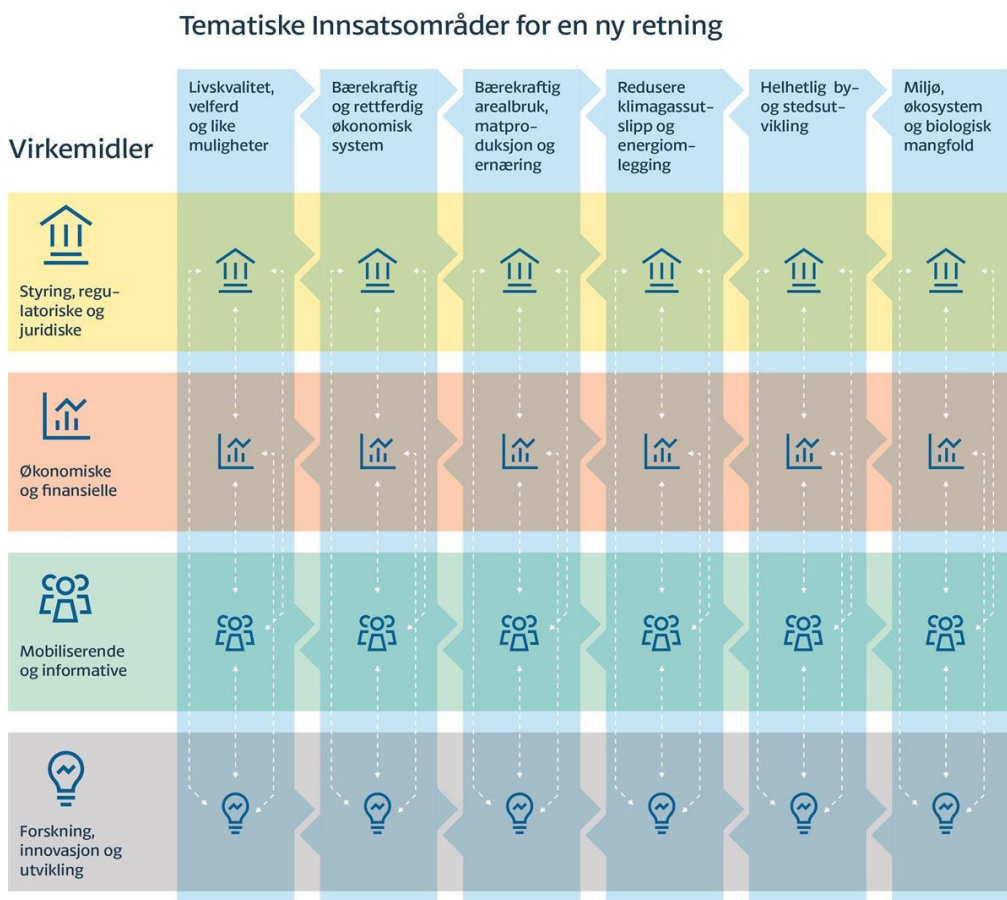 Tematiske Innsatsområder for en ny retning
Virkemidler
Livskvalitet,
velferd
og like
muligheter
Bærekraftig
og rettferdig
økonomisk
system
Bærekraftig
arealbruk,
matpro-
duksjon og
ernæring
Redusere
klimagassut-
slipp og
energiom-
legging
Helhetlig by-
og stedsut-
vikling
Miljø,
økosystem
og biologisk
mangfold
Styring, regu-
latoriske og
juridiske
Økonomiske
og finansielle
Mobiliserende
og informative
Forskning,
innovasjon og
utvikling